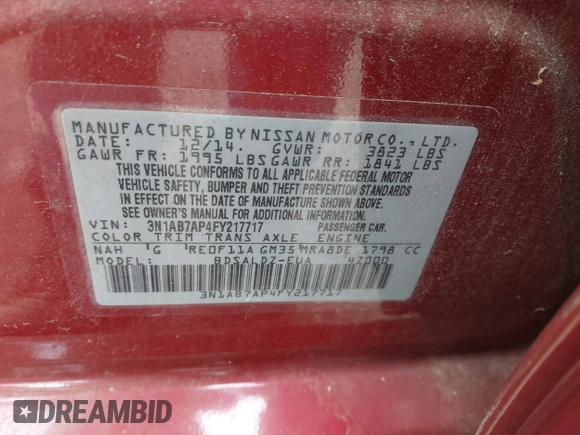 MANUFACTURED BY NISSAN MOTOR CO., LTD.
DATE: 12/14. GVWR: 3823 LBS
GAWR FR: 1995 LBS GAWR RR: 1841 LBS
THIS VEHICLE CONFORMS TO ALL APPLICABLE FEDERAL MOTOR
VEHICLE SAFETY, BUMPER AND THEFT PREVENTION STANDARDS
IN EFFECT ON THE DATE OF MANUFACTURE SHOWN ABOVE.
SEE OWNER'S MANUAL FOR ADDITIONAL INFORMATION.
VIN: 3N1AB7AP4FY217717 PASSENGER CAR.
COLOR TRIM TRANS AXLE ENGINE
NAH 'G 'RE0F11A GM35'MRA8DE 1798 CC
MODEL: BDSALDZ-EUA 47000
3N1AB7AP4FY217717
DREAMBID